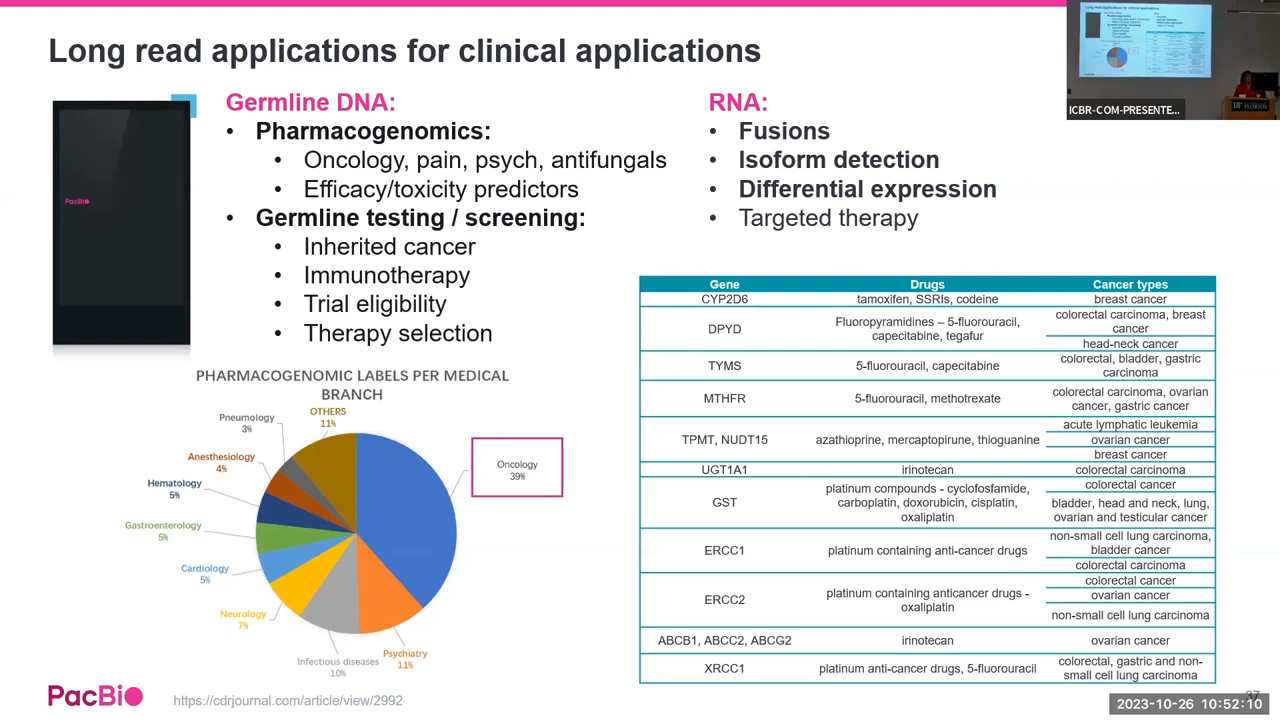 Long read applications for clinical applications
Germline DNA:
• Pharmacogenomics:
• Oncology, pain, psych, antifungals
• Efficacy/toxicity predictors
• Germline testing / screening:
• Inherited cancer
• Immunotherapy
• Trial eligibility
• Therapy selection
RNA:
• Fusions
• Isoform detection
• Differential expression
• Targeted therapy
PacBio
ICBR-COM-PRESENTE...
UF FLORIDA
PHARMACOGENOMIC LABELS PER MEDICAL
BRANCH
OTHERS
11%
Pneumology
3%
Anesthesiology
4%
Hematology
5%
Gastroenterology
5%
Cardiology
5%
Neurology
7%
Infectious diseases
10%
Psychiatry
11%
Oncology
39%
Gene Drugs Cancer types
CYP2D6 tamoxifen, SSRIs, codeine breast cancer
DPYD
Fluoropyramidines – 5-fluorouracil,
capecitabine, tegafur
colorectal carcinoma, breast
cancer
head-neck cancer
TYMS
5-fluorouracil, capecitabine
colorectal, bladder, gastric
carcinoma
MTHFR
5-fluorouracil, methotrexate
colorectal carcinoma, ovarian
cancer, gastric cancer
TPMT, NUDT15
azathioprine, mercaptopirune, thioguanine
acute lymphatic leukemia
ovarian cancer
breast cancer
UGT1A1 irinotecan colorectal carcinoma
GST
platinum compounds - cyclofosfamide,
carboplatin, doxorubicin, cisplatin,
oxaliplatin
colorectal cancer
bladder, head and neck, lung,
ovarian and testicular cancer
ERCC1
platinum containing anti-cancer drugs
non-small cell lung carcinoma,
bladder cancer
colorectal carcinoma
ERCC2
platinum containing anticancer drugs -
oxaliplatin
colorectal cancer
ovarian cancer
non-small cell lung carcinoma
ABCB1, ABCC2, ABCG2 irinotecan ovarian cancer
XRCC1
platinum anti-cancer drugs, 5-fluorouracil
colorectal, gastric and non-
small cell lung carcinoma
PacBio
https://cdrjournal.com/article/view/2992
37
2023-10-26 10:52:10